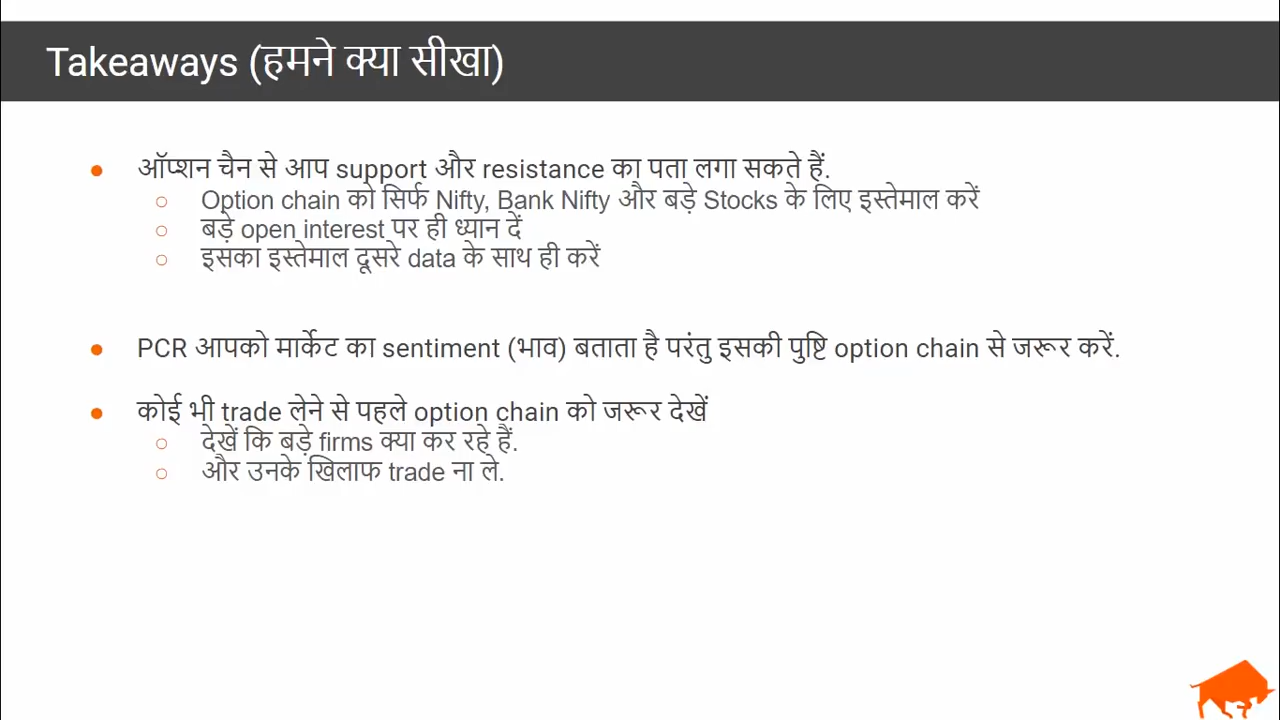 Takeaways (हमने क्या सीखा)
ऑप्शन चैन से आप support और resistance का पता लगा सकते हैं.
Option chain को सिर्फ Nifty, Bank Nifty और बड़े Stocks के लिए इस्तेमाल करें
बड़े open interest पर ही ध्यान दें
इसका इस्तेमाल दूसरे data के साथ ही करें
PCR आपको मार्केट का sentiment (भाव) बताता है परंतु इसकी पुष्टि option chain से जरूर करें.
कोई भी trade लेने से पहले option chain को जरूर देखें
देखें कि बड़े firms क्या कर रहे हैं.
और उनके खिलाफ trade ना ले.